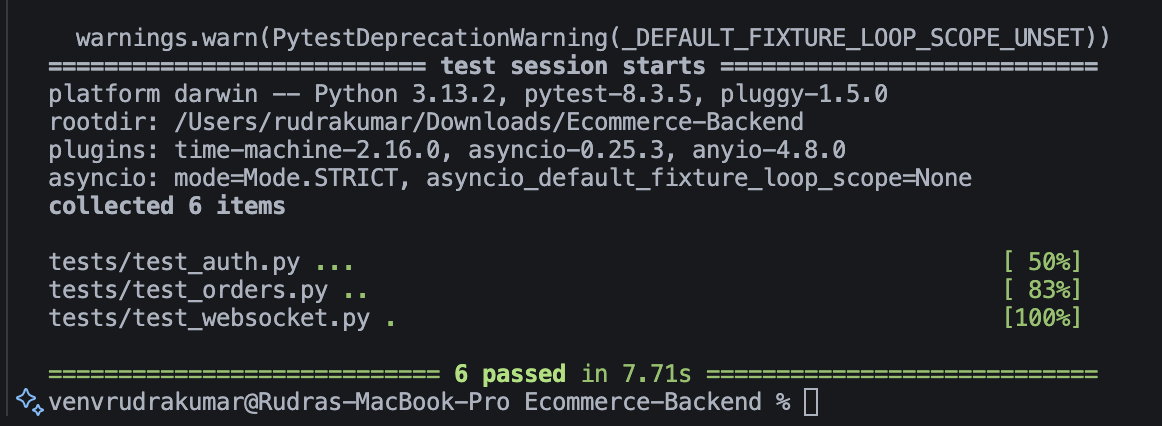 warnings.warn(PytestDeprecationWarning(_DEFAULT_FIXTURE_LOOP_SCOPE_UNSET))
=========================== test session starts ===========================
platform darwin -- Python 3.13.2, pytest-8.3.5, pluggy-1.5.0
rootdir: /Users/rudrakumar/Downloads/Ecommerce-Backend
plugins: time-machine-2.16.0, asyncio-0.25.3, anyio-4.8.0
asyncio: mode=Mode.STRICT, asyncio_default_fixture_loop_scope=None
collected 6 items
tests/test_auth.py ... [ 50%]
tests/test_orders.py .. [ 83%]
tests/test_websocket.py . [100%]
============================ 6 passed in 7.71s ============================
venvrudrakumar@Rudras-MacBook-Pro Ecommerce-Backend %